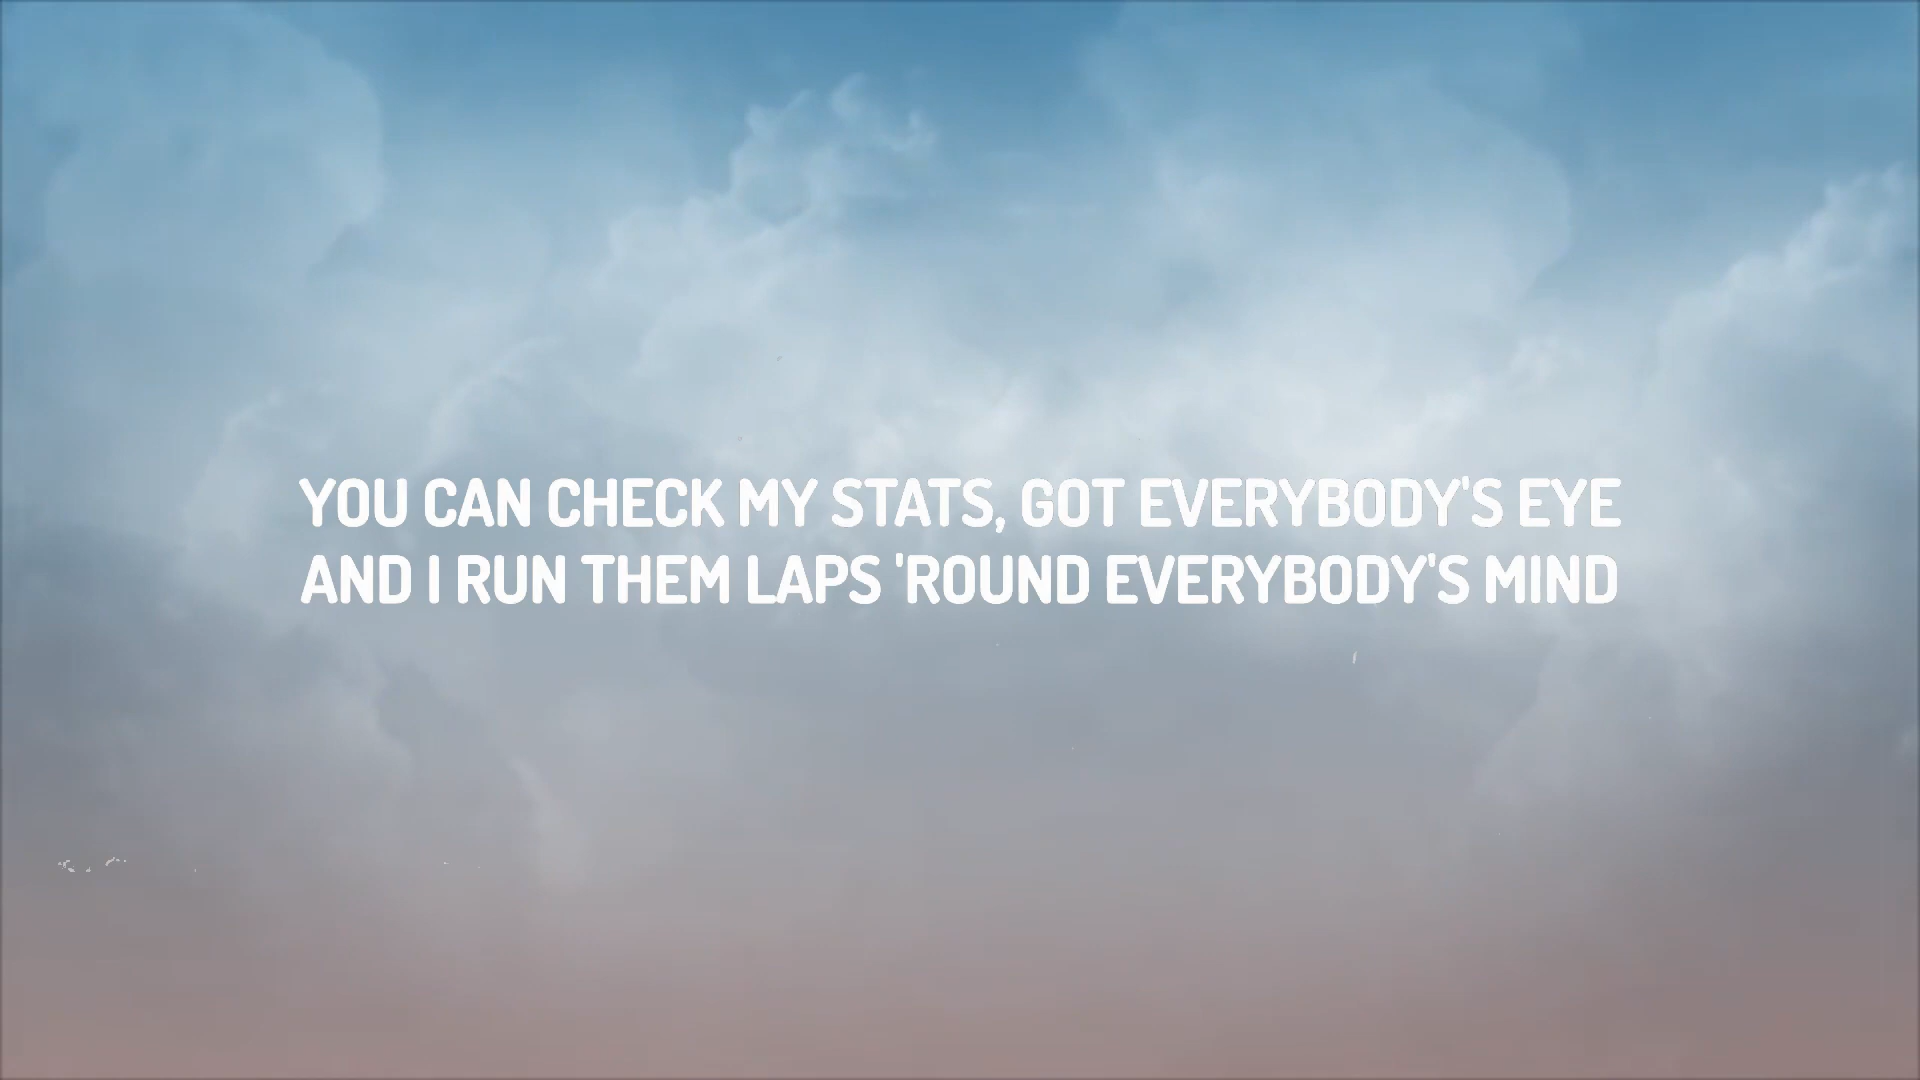 YOU CAN CHECK MY STATS, GOT EVERYBODY'S EYE
AND I RUN THEM LAPS 'ROUND EVERYBODY'S MIND